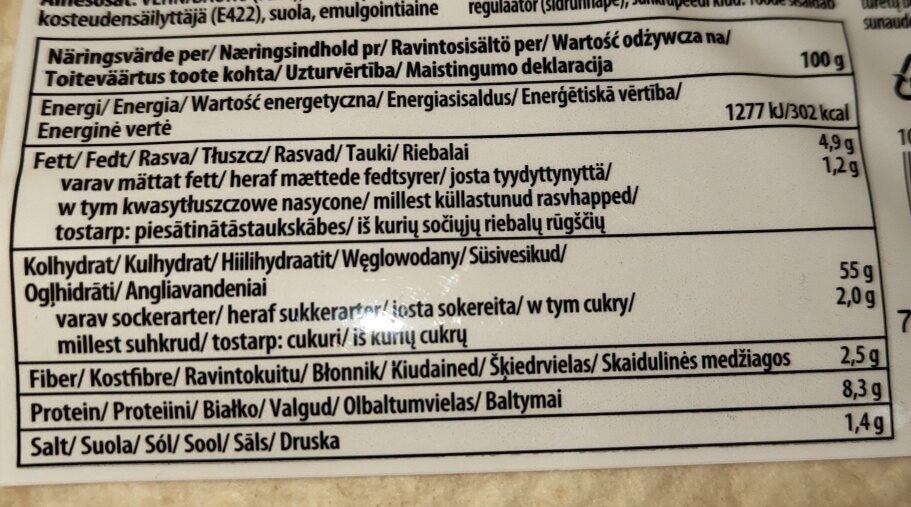 kosteudensäilyttäjä (E422), suola, emulgointiaine
regulaator
sunaud
Näringsvärde per/ Næringsindhold pr/ Ravintosisältö per/ Wartość odżywcza na/
Toiteväärtus toote kohta/ Uzturvērtība/ Maistingumo deklaracija
100 g
Energi/ Energia/ Wartość energetyczna/ Energiasisaldus/ Enerģētiskā vērtība/
Energinė vertė
1277 kJ/302 kcal
Fett/ Fedt/ Rasva/ Tłuszcz/ Rasvad/ Tauki/ Riebalai
4,9 g
varav mättat fett/ heraf mættede fedtsyrer/ josta tyydyttynyttä/
1,2 g
w tym kwasytłuszczowe nasycone/ millest küllastunud rasvhapped/
tostarp: piesātinātāstaukskābes/ iš kurių sočiųjų riebalų rūgščių
Kolhydrat/ Kulhydrat/ Hiilihydraatit/ Węglowodany/ Süsivesikud/
Ogļhidrāti/ Angliavandeniai
55 g
varav sockerarter/ heraf sukkerarter/ josta sokereita/ w tym cukry/
2,0 g
millest suhkrud/ tostarp: cukuri/ iš kurių cukrų
Fiber/ Kostfibre/ Ravintokuitu/ Błonnik/ Kiudained/ Šķiedrvielas/ Skaidulinės medžiagos
2,5 g
Protein/ Proteiini/ Białko/ Valgud/ Olbaltumvielas/ Baltymai
8,3 g
Salt/ Suola/ Sól/ Sool/ Sāls/ Druska
1,4 g
7